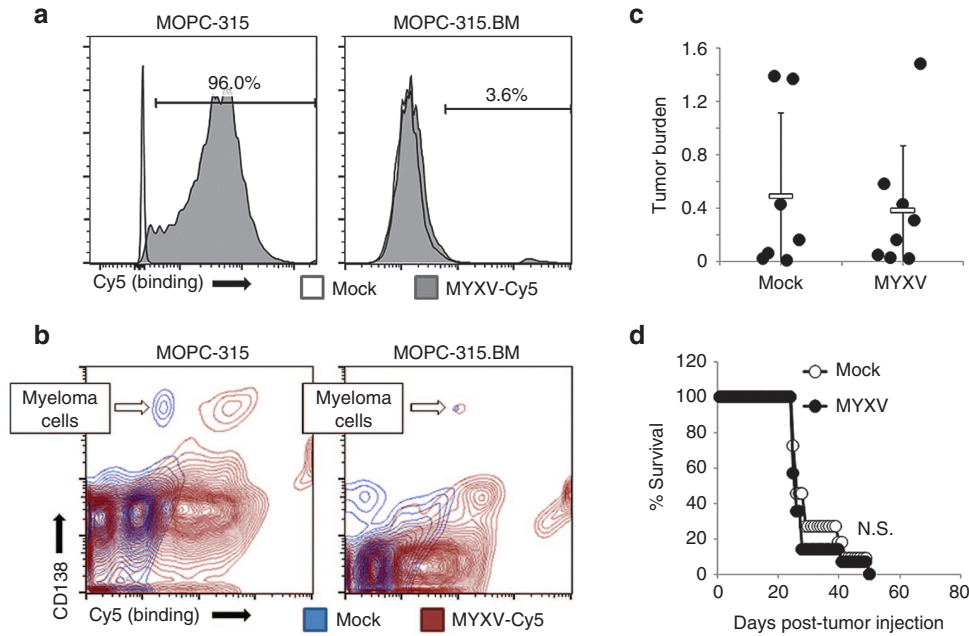 a
MOPC-315
MOPC-315.BM
96.0%
3.6%
Cy5 (binding)
Mock
MYXV-Cy5
b
MOPC-315
MOPC-315.BM
Myeloma cells
Myeloma cells
CD138
Cy5 (binding)
Mock
MYXV-Cy5
c
Tumor burden
1.6
1.2
0.8
0.4
0
Mock
MYXV
d
% Survival
120
100
80
60
40
20
0
Mock
MYXV
N.S.
0
20
40
60
80
Days post-tumor injection